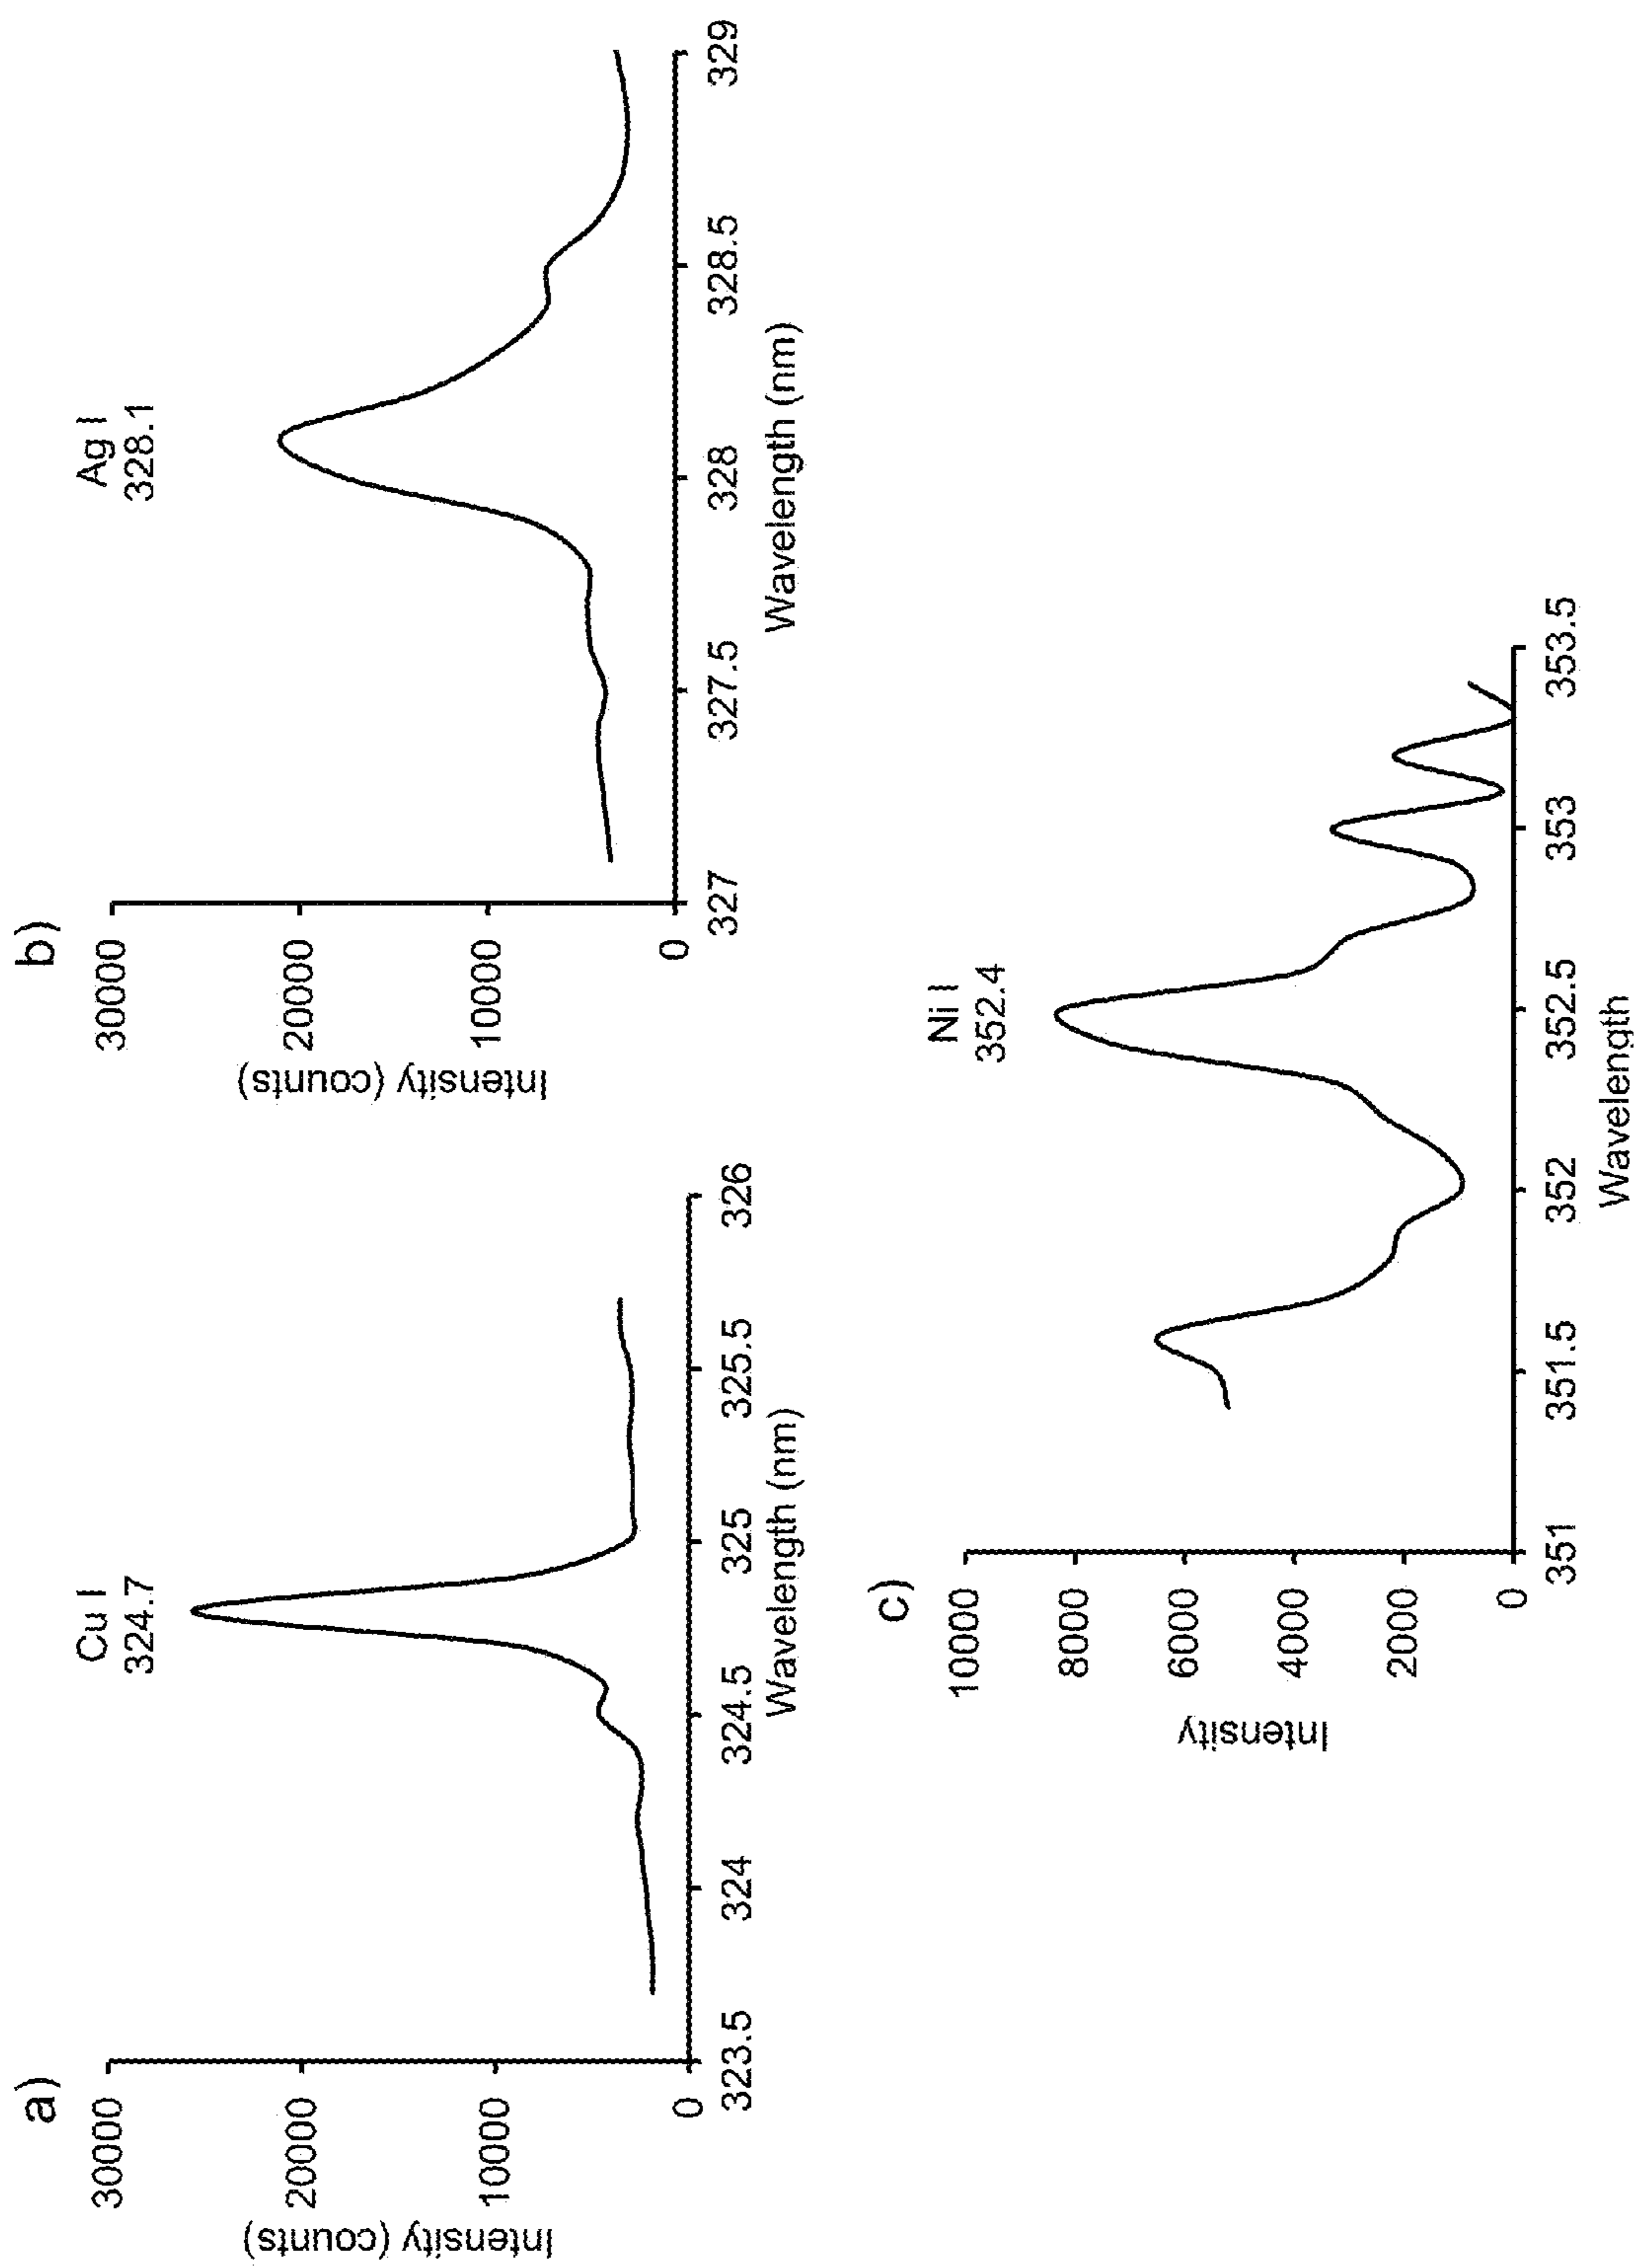 a)
Cu I
324.7
Intensity (counts)
30000
20000
10000
0
323.5
324
324.5
325
325.5
326
Wavelength (nm)
b)
Ag I
328.1
Intensity (counts)
30000
20000
10000
0
327
327.5
328
328.5
329
Wavelength (nm)
c)
Ni I
352.4
Intensity
10000
8000
6000
4000
2000
0
351
351.5
352
352.5
353
353.5
Wavelength